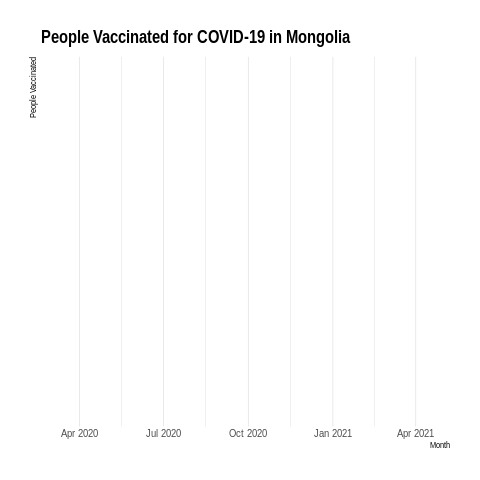 People Vaccinated for COVID-19 in Mongolia
People Vaccinated
Apr 2020
Jul 2020
Oct 2020
Jan 2021
Apr 2021
Month